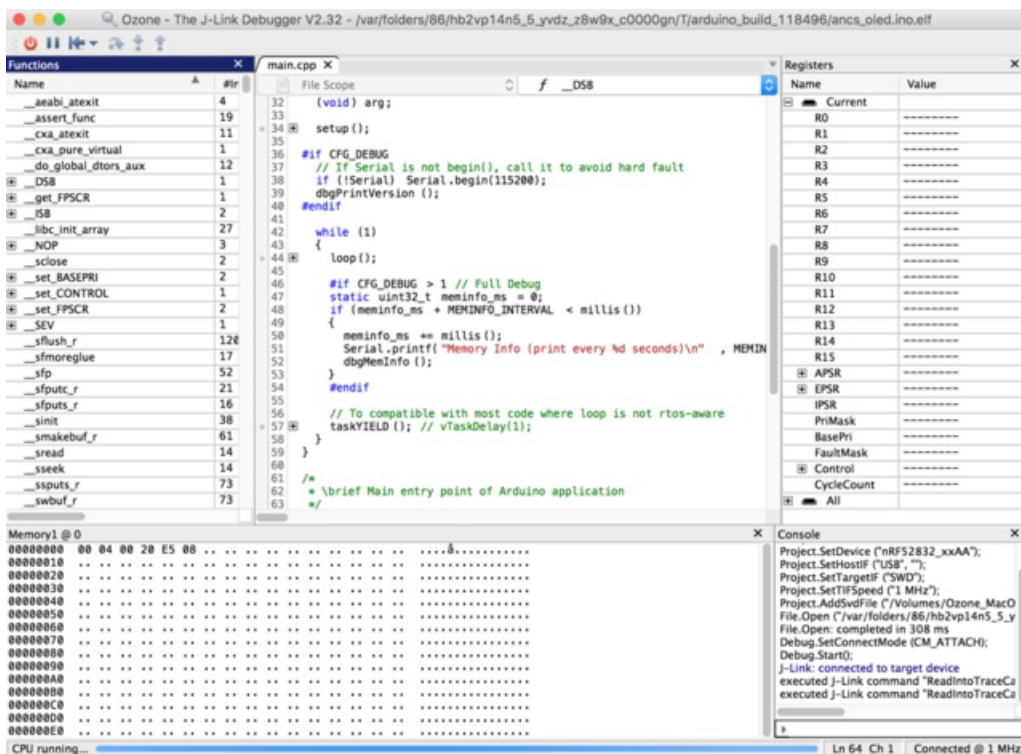 Ozone - The J-Link Debugger V2.32 - /var/folders/86/hb2vp14n5_5_yvdz_z8w9x_c0000gn/T/arduino_build_118496/ancs_oled.ino.elf
Functions
Name #Ir
__aeabi_atexit 4
__assert_func 19
__cxa_atexit 11
__cxa_pure_virtual 1
__do_global_dtors_aux 12
__DSB 1
__get_FPSCR 1
__ISB 2
__libc_init_array 27
__NOP 3
__sclose 2
__set_BASEPRI 2
__set_CONTROL 1
__set_FPSCR 2
__SEV 1
__sflush_r 120
__sfmoreglue 17
__sfp 52
__sfputc_r 21
__sfputs_r 16
__sinit 38
__smakebuf_r 61
__sread 14
__sseek 14
__ssputs_r 73
__swbuf_r 73
main.cpp
File Scope f __DSB
32 (void) arg;
33
34 setup();
35
36 #if CFG_DEBUG
37 // If Serial is not begin(), call it to avoid hard fault
38 if (!Serial) Serial.begin(115200);
39 dbgPrintVersion ();
40 #endif
41
42 while (1)
43 {
44 loop();
45
46 #if CFG_DEBUG > 1 // Full Debug
47 static uint32_t meminfo_ms = 0;
48 if (meminfo_ms + MEMINFO_INTERVAL < millis())
49 {
50 meminfo_ms += millis();
51 Serial.printf("Memory Info (print every %d seconds)\n" , MEMIN
52 dbgMemInfo ();
53 }
54 #endif
55
56 // To compatible with most code where loop is not rtos-aware
57 taskYIELD (); // vTaskDelay(1);
58 }
59 }
60
61 /*
62 * \brief Main entry point of Arduino application
63 */
Registers
Name Value
Current
R0 --------
R1 --------
R2 --------
R3 --------
R4 --------
R5 --------
R6 --------
R7 --------
R8 --------
R9 --------
R10 --------
R11 --------
R12 --------
R13 --------
R14 --------
R15 --------
APSR --------
EPSR --------
IPSR --------
PriMask --------
BasePri --------
FaultMask --------
Control --------
CycleCount --------
All
Memory1 @ 0
00000000 00 04 00 20 E5 08 .. .. .. .. .. .. .. .. .. .. ....å...........
00000010 .. .. .. .. .. .. .. .. .. .. .. .. .. .. .. .. ................
00000020 .. .. .. .. .. .. .. .. .. .. .. .. .. .. .. .. ................
00000030 .. .. .. .. .. .. .. .. .. .. .. .. .. .. .. .. ................
00000040 .. .. .. .. .. .. .. .. .. .. .. .. .. .. .. .. ................
00000050 .. .. .. .. .. .. .. .. .. .. .. .. .. .. .. .. ................
00000060 .. .. .. .. .. .. .. .. .. .. .. .. .. .. .. .. ................
00000070 .. .. .. .. .. .. .. .. .. .. .. .. .. .. .. .. ................
00000080 .. .. .. .. .. .. .. .. .. .. .. .. .. .. .. .. ................
00000090 .. .. .. .. .. .. .. .. .. .. .. .. .. .. .. .. ................
000000A0 .. .. .. .. .. .. .. .. .. .. .. .. .. .. .. .. ................
000000B0 .. .. .. .. .. .. .. .. .. .. .. .. .. .. .. .. ................
000000C0 .. .. .. .. .. .. .. .. .. .. .. .. .. .. .. .. ................
000000D0 .. .. .. .. .. .. .. .. .. .. .. .. .. .. .. .. ................
000000E0 .. .. .. .. .. .. .. .. .. .. .. .. .. .. .. .. ................
Console
Project.SetDevice ("nRF52832_xxAA");
Project.SetHostIF ("USB", "");
Project.SetTargetIF ("SWD");
Project.SetTIFSpeed ("1 MHz");
Project.AddSvdFile ("/Volumes/Ozone_MacO
File.Open ("/var/folders/86/hb2vp14n5_5_y
File.Open: completed in 308 ms
Debug.SetConnectMode (CM_ATTACH);
Debug.Start();
J-Link: connected to target device
executed J-Link command "ReadIntoTraceCa
executed J-Link command "ReadIntoTraceCa
CPU running...
Ln 64 Ch 1 Connected @ 1 MHz